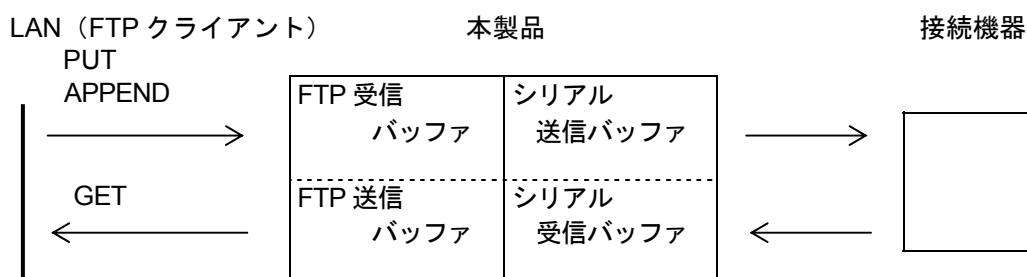 LAN（FTP クライアント） 本製品 接続機器
PUT
APPEND
FTP 受信
バッファ
シリアル
送信バッファ
GET
FTP 送信
バッファ
シリアル
受信バッファ